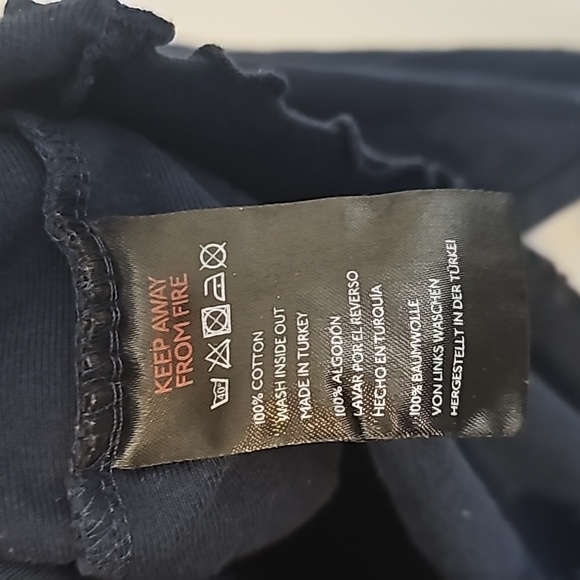 KEEP AWAY
FROM FIRE
40°
100% COTTON
WASH INSIDE OUT
MADE IN TURKEY
100% ALGODÓN
LAVAR POR EL REVERSO
HECHO EN TURQUÍA
100% BAUMWOLLE
VON LINKS WASCHEN
HERGESTELLT IN DER TÜRKEI